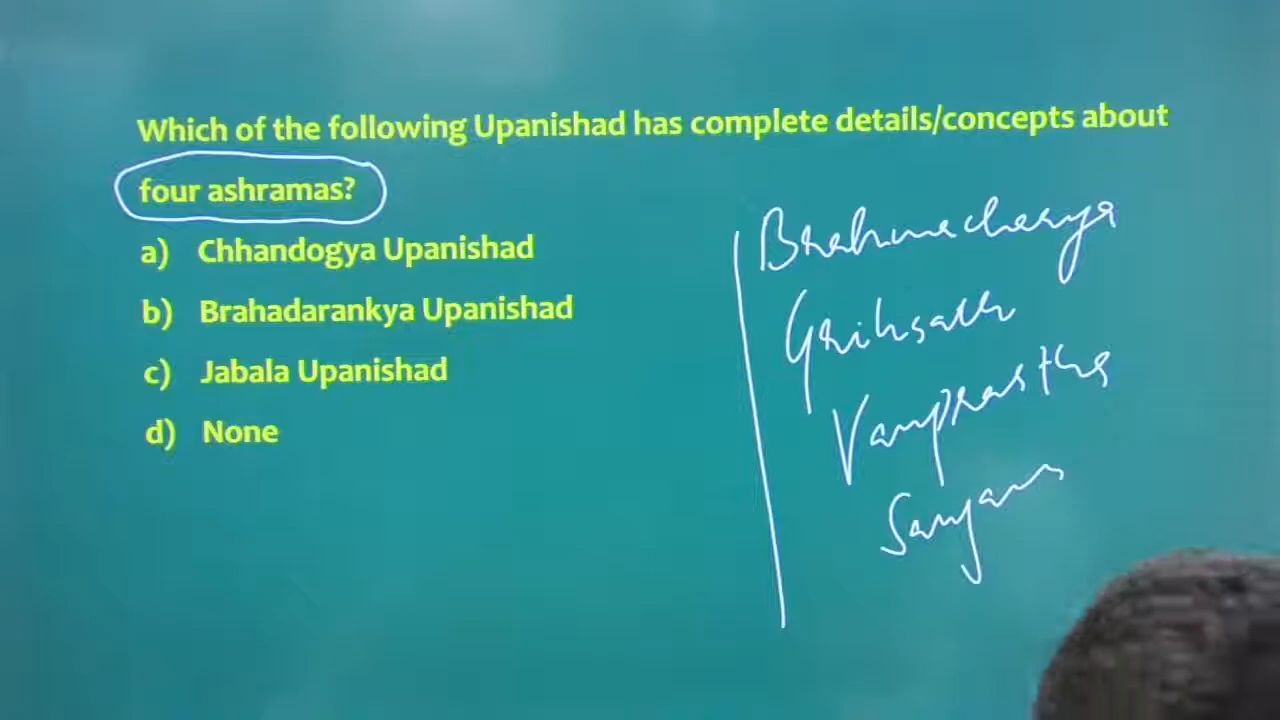 Which of the following Upanishad has complete details/concepts about
four ashramas?
a) Chhandogya Upanishad
b) Brahadarankya Upanishad
c) Jabala Upanishad
d) None
Brahmacharya
Grihsath
Vanprastha
Sanyas